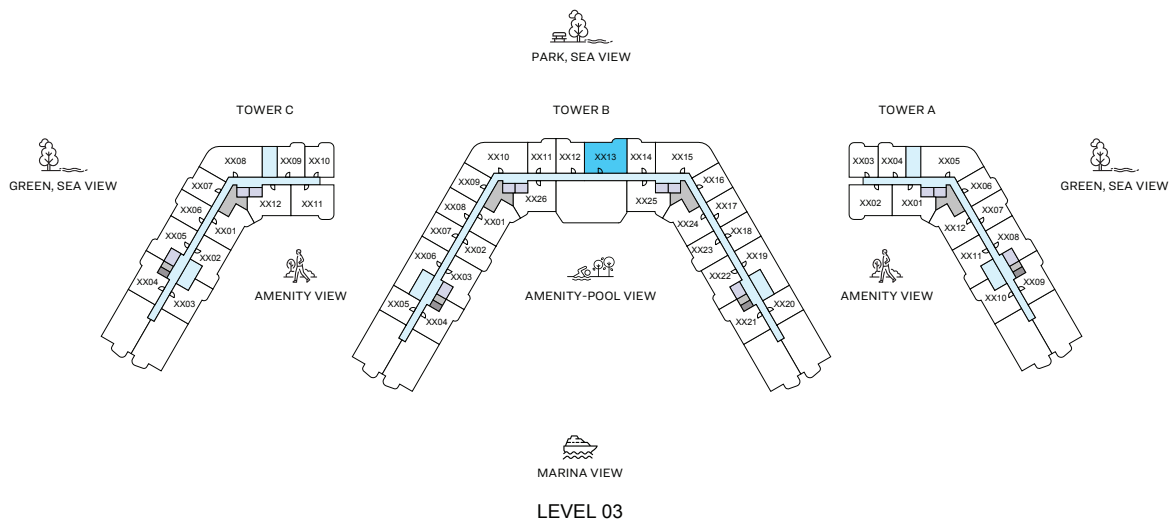 PARK, SEA VIEW
TOWER C
TOWER B
TOWER A
GREEN, SEA VIEW
GREEN, SEA VIEW
XX08
XX09
XX10
XX07
XX06
XX05
XX04
XX12
XX11
XX01
XX02
XX03
XX10
XX11
XX12
XX13
XX14
XX15
XX09
XX08
XX07
XX06
XX05
XX26
XX01
XX02
XX03
XX04
XX25
XX24
XX23
XX22
XX21
XX16
XX17
XX18
XX19
XX20
XX03
XX04
XX05
XX02
XX01
XX06
XX07
XX08
XX09
XX12
XX11
XX10
AMENITY VIEW
AMENITY-POOL VIEW
AMENITY VIEW
MARINA VIEW
LEVEL 03